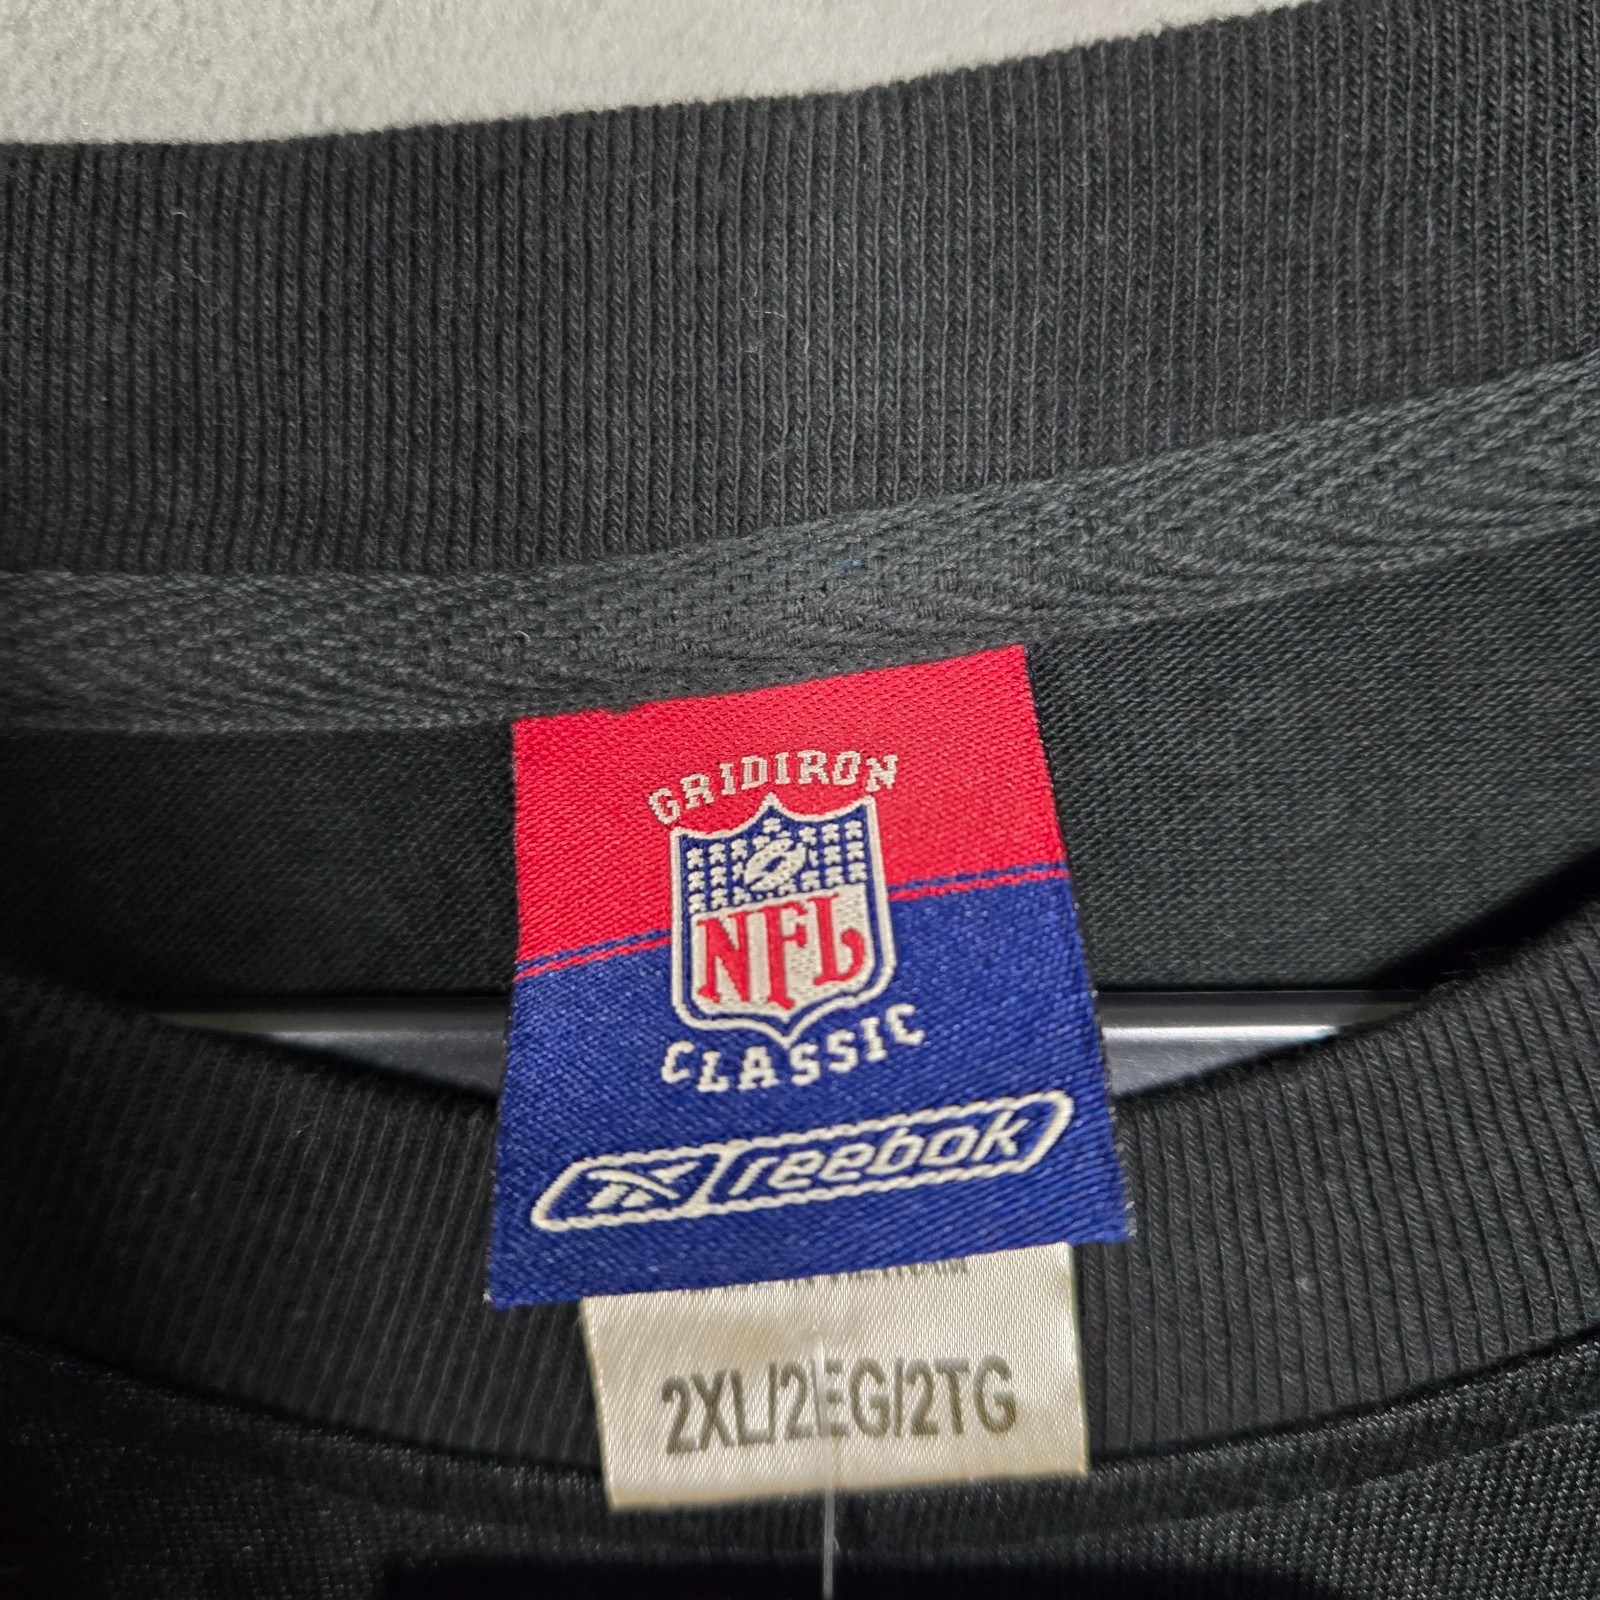 GRIDIRON
NFL
CLASSIC
reebok
2XL/2EG/2TG